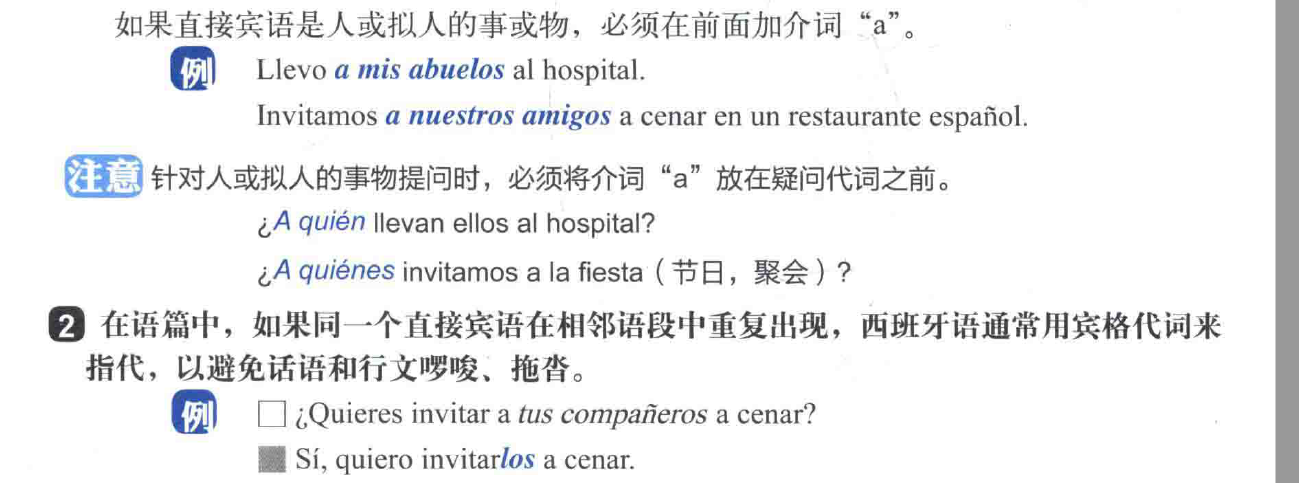 如果直接宾语是人或拟人的事或物，必须在前面加介词“a”。
例 Llevo a mis abuelos al hospital.
Invitamos a nuestros amigos a cenar en un restaurante español.
注意 针对人或拟人的事物提问时，必须将介词“a”放在疑问代词之前。
¿A quién llevan ellos al hospital?
¿A quiénes invitamos a la fiesta（节日，聚会）?
2 在语篇中，如果同一个直接宾语在相邻语段中重复出现，西班牙语通常用宾格代词来
指代，以避免话语和行文啰唆、拖沓。
例 □ ¿Quieres invitar a tus compañeros a cenar?
■ Sí, quiero invitarlos a cenar.